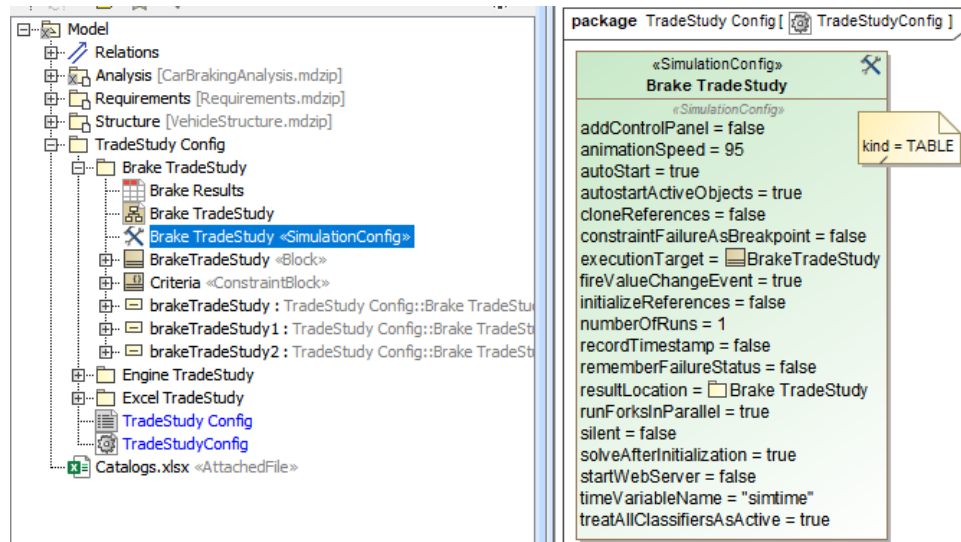 Model
Relations
Analysis [CarBrakingAnalysis.mdzip]
Requirements [Requirements.mdzip]
Structure [VehicleStructure.mdzip]
TradeStudy Config
Brake TradeStudy
Brake Results
Brake TradeStudy
Brake TradeStudy «SimulationConfig»
BrakeTradeStudy «Block»
Criteria «ConstraintBlock»
brakeTradeStudy : TradeStudy Config::Brake TradeStu
brakeTradeStudy1 : TradeStudy Config::Brake TradeSt
brakeTradeStudy2 : TradeStudy Config::Brake TradeSt
Engine TradeStudy
Excel TradeStudy
TradeStudy Config
TradeStudyConfig
Catalogs.xlsx «AttachedFile»
package TradeStudy Config [ TradeStudyConfig ]
«SimulationConfig»
Brake TradeStudy
«SimulationConfig»
addControlPanel = false
animationSpeed = 95
autoStart = true
autostartActiveObjects = true
cloneReferences = false
constraintFailureAsBreakpoint = false
executionTarget = BrakeTradeStudy
fireValueChangeEvent = true
initializeReferences = false
numberOfRuns = 1
recordTimestamp = false
rememberFailureStatus = false
resultLocation = Brake TradeStudy
runForksInParallel = true
silent = false
solveAfterInitialization = true
startWebServer = false
timeVariableName = "simtime"
treatAllClassifiersAsActive = true
kind = TABLE